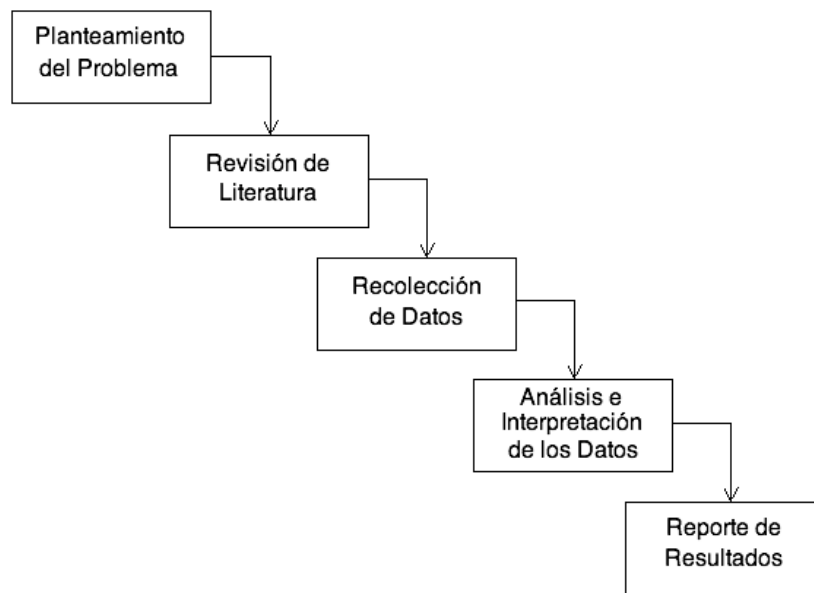 Planteamiento
del Problema
Revisión de
Literatura
Recolección
de Datos
Análisis e
Interpretación
de los Datos
Reporte de
Resultados